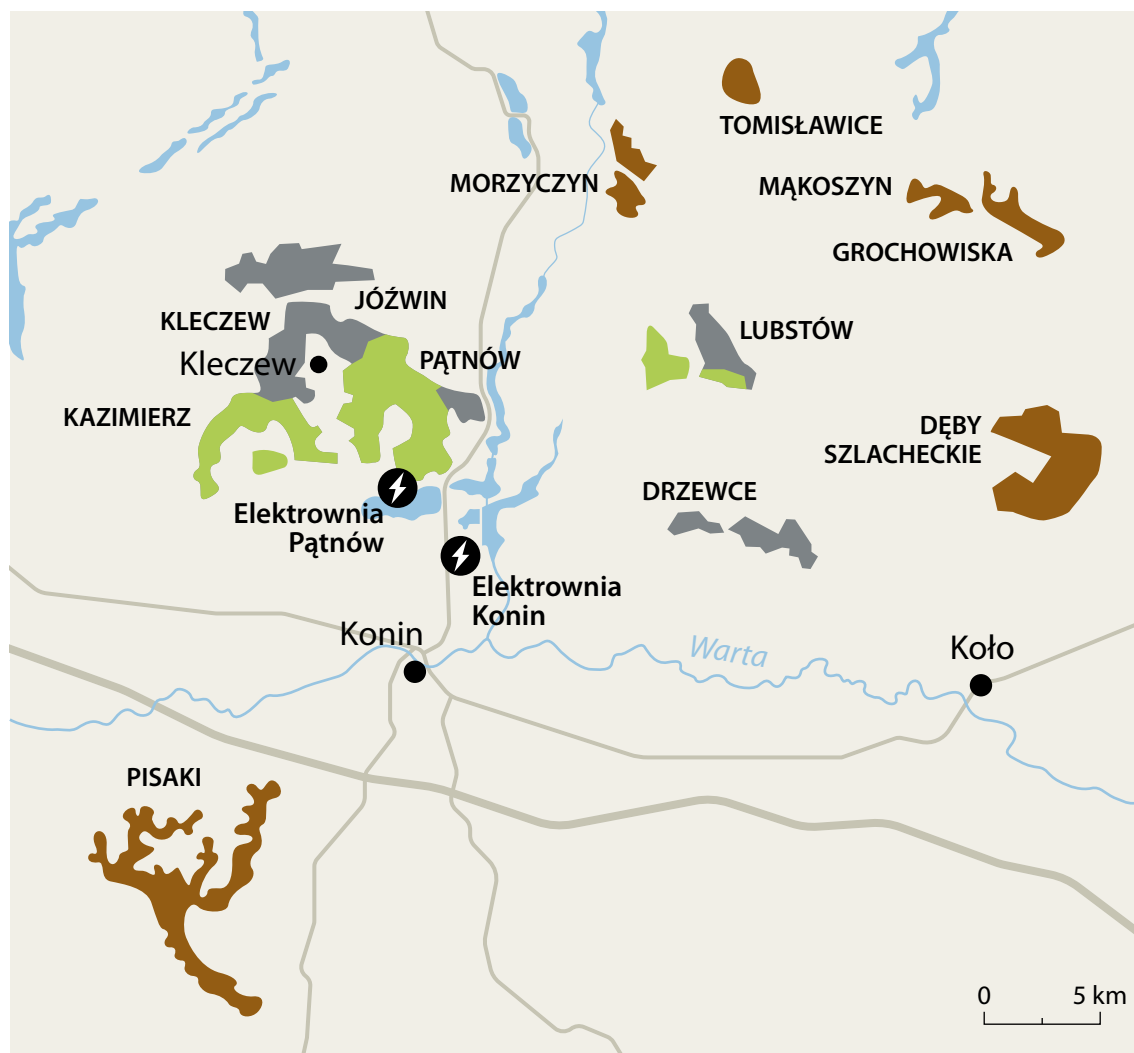 TOMISŁAWICE
MORZYCZYN
MĄKOSZYN
GROCHOWISKA
JÓŹWIN
KLECZEW
LUBSTÓW
Kleczew
PĄTNÓW
KAZIMIERZ
DĘBY
SZLACHECKIE
DRZEWCE
Elektrownia
Pątnów
Elektrownia
Konin
Konin
Warta
Koło
PISAKI
0 5 km